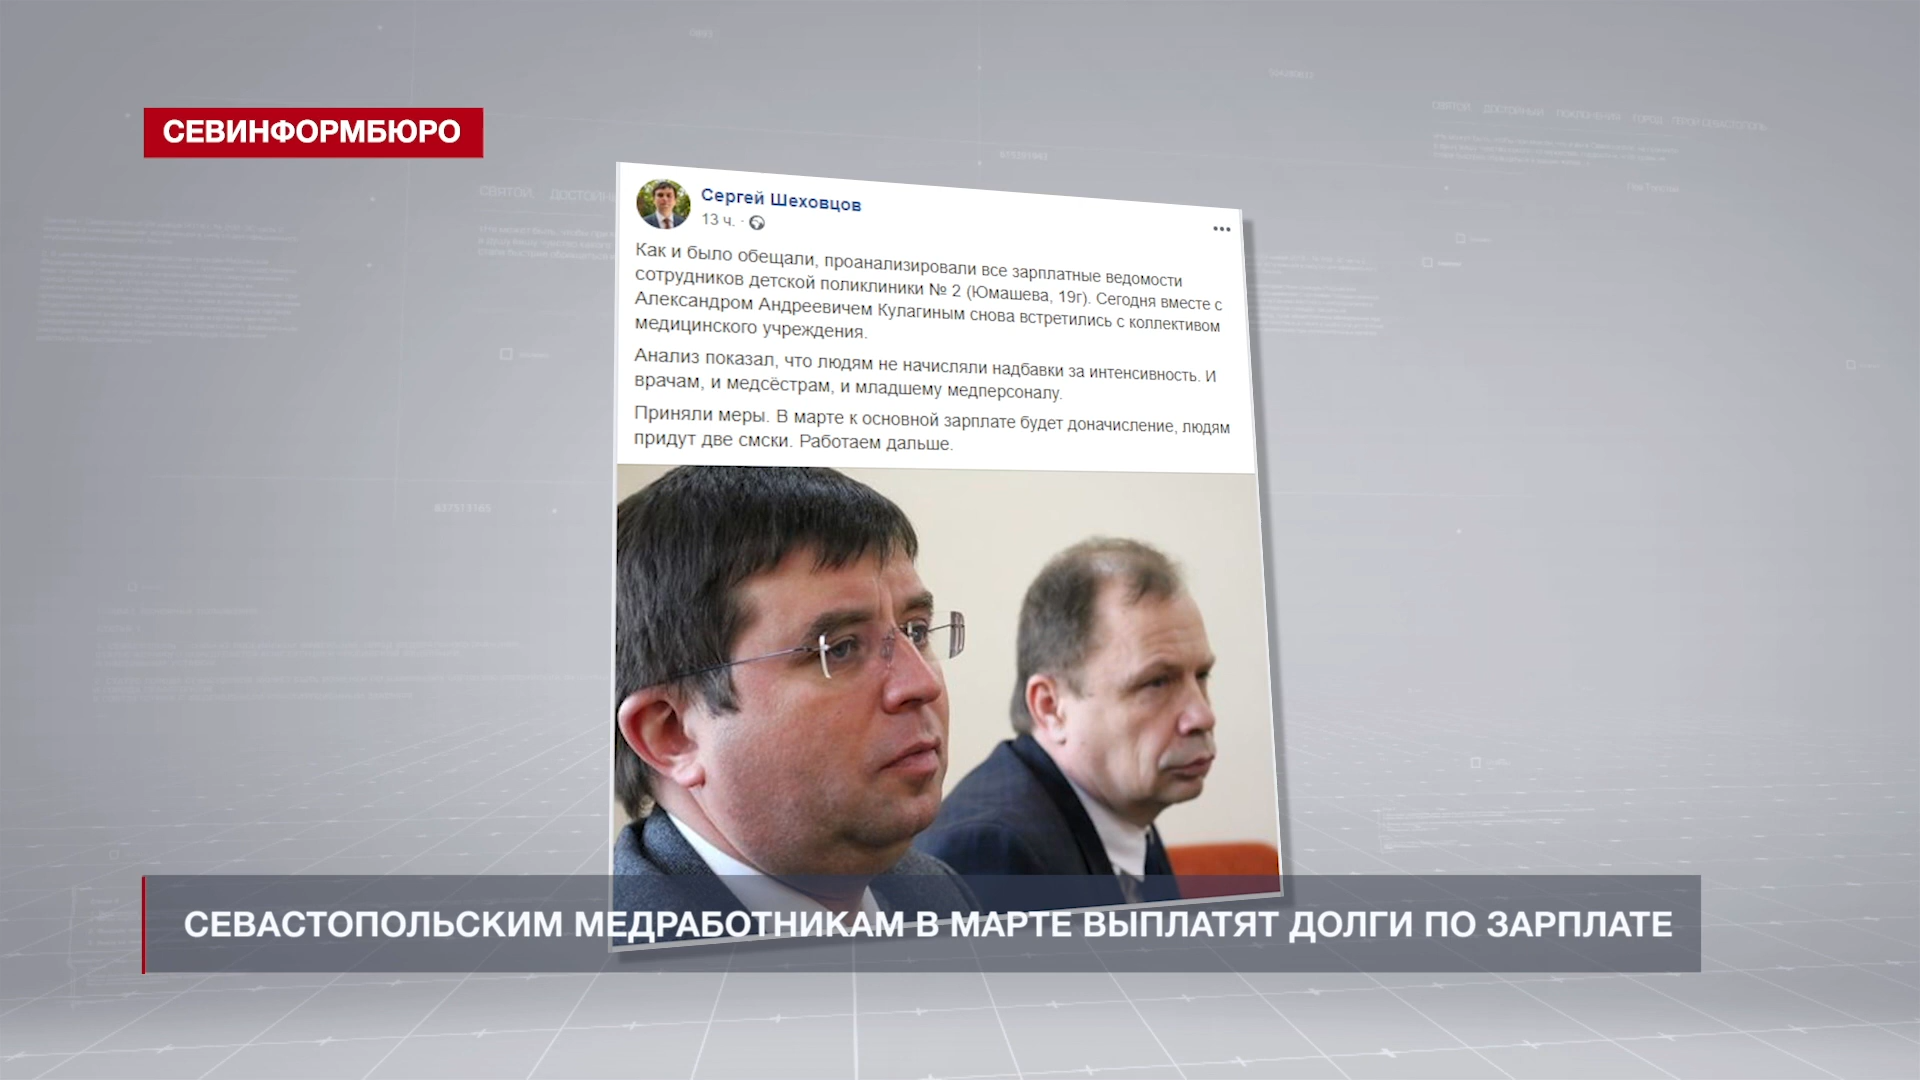 СЕВИНФОРМБЮРО
Сергей Шеховцов
13 ч. ·
Как и было обещали, проанализировали все зарплатные ведомости
сотрудников детской поликлиники № 2 (Юмашева, 19г). Сегодня вместе с
Александром Андреевичем Кулагиным снова встретились с коллективом
медицинского учреждения.
Анализ показал, что людям не начисляли надбавки за интенсивность. И
врачам, и медсёстрам, и младшему медперсоналу.
Приняли меры. В марте к основной зарплате будет доначисление, людям
придут две смски. Работаем дальше.
СЕВАСТОПОЛЬСКИМ МЕДРАБОТНИКАМ В МАРТЕ ВЫПЛАТЯТ ДОЛГИ ПО ЗАРПЛАТЕ